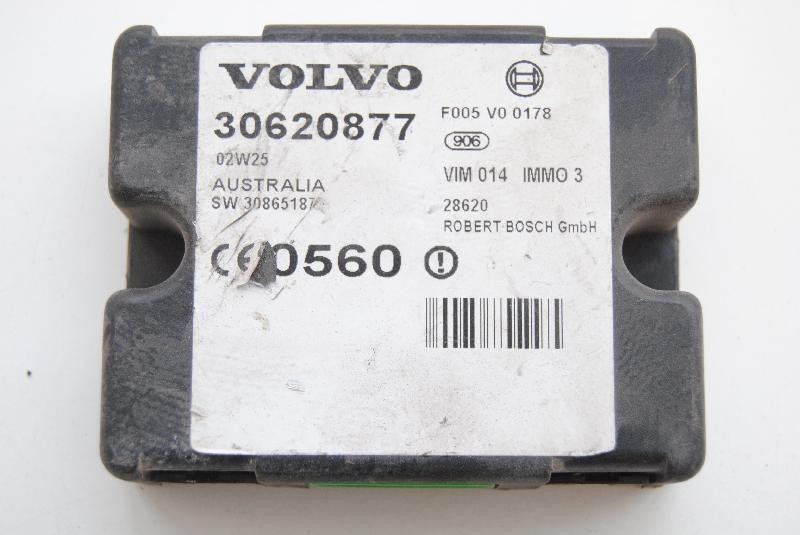 VOLVO
30620877
02W25
AUSTRALIA
SW 30865187
CE 0560
F005 V0 0178
906
VIM 014 IMMO 3
28620
ROBERT BOSCH GmbH